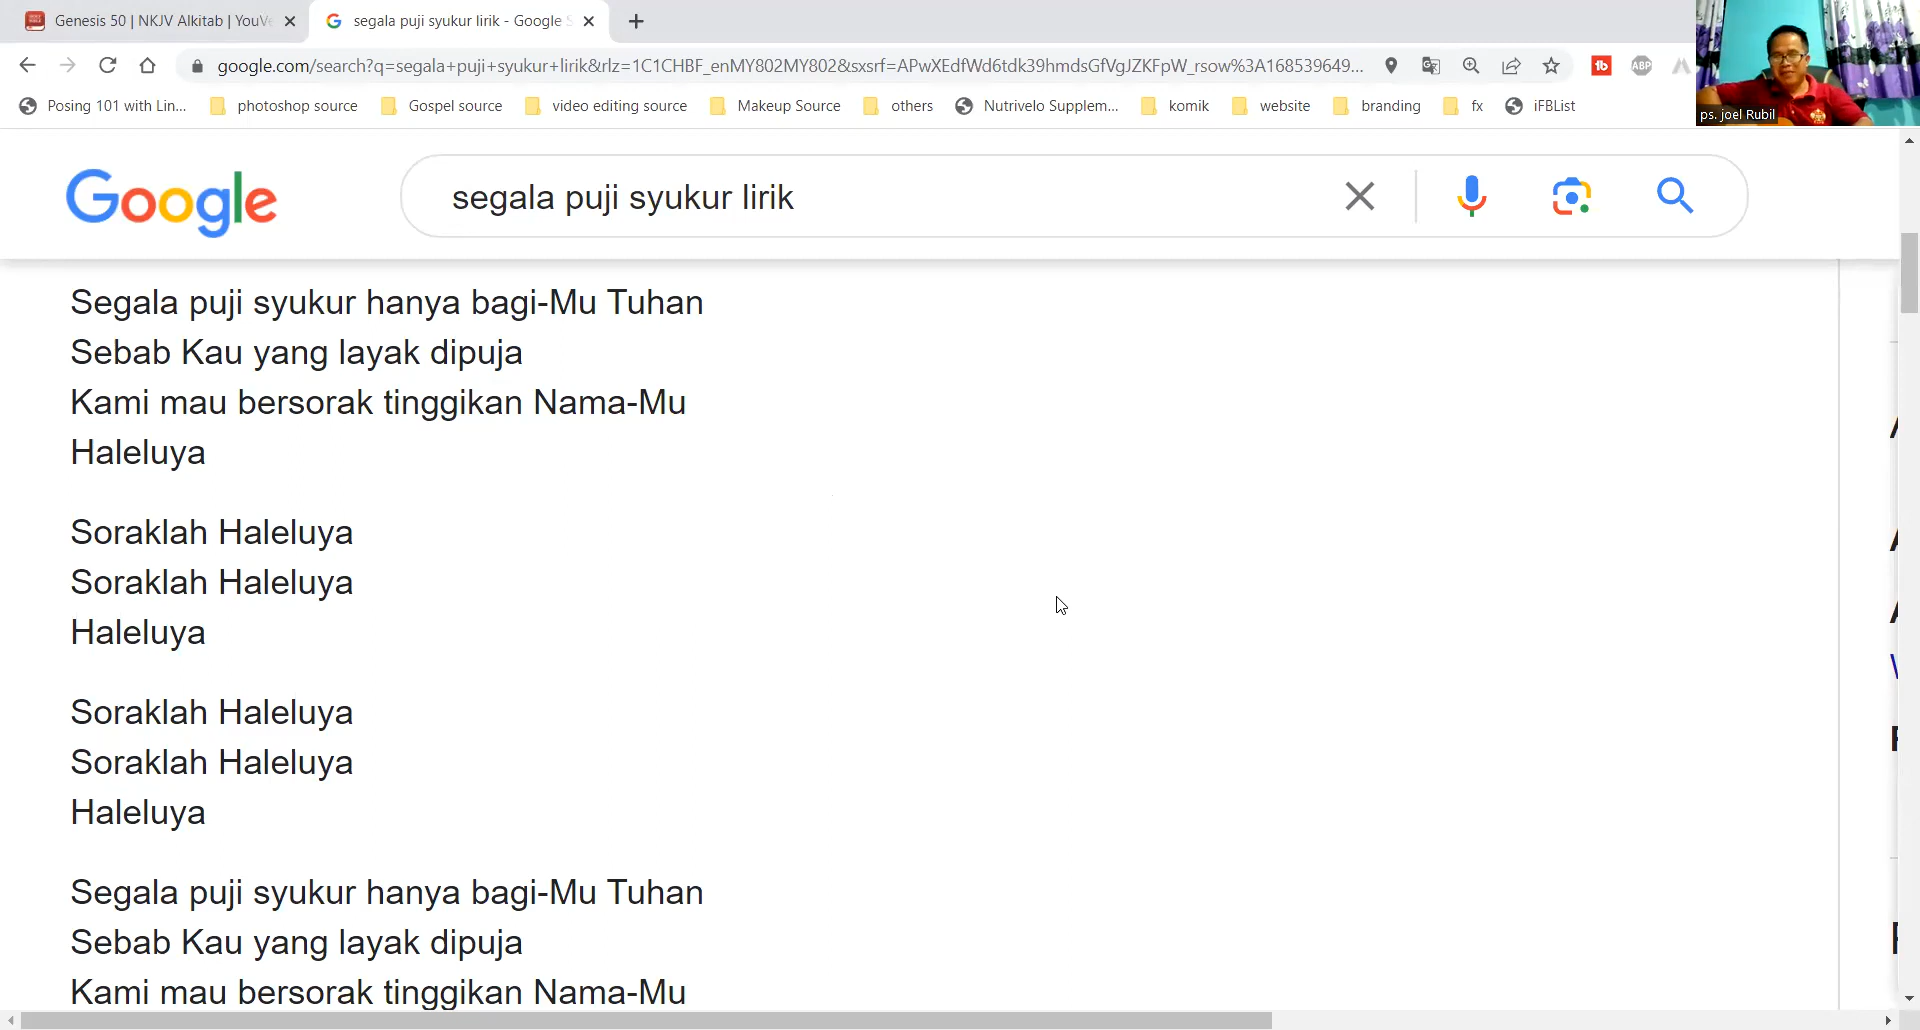 Genesis 50 | NKJV Alkitab | YouV
segala puji syukur lirik - Google S
google.com/search?q=segala+puji+syukur+lirik&rlz=1C1CHBF_enMY802MY802&sxsrf=APwXEdfWd6tdk39hmdsGfVgJZKFpW_rsow%3A168539649...
1b
ABP
Posing 101 with Lin...
photoshop source
Gospel source
video editing source
Makeup Source
others
Nutrivelo Supplem...
komik
website
branding
fx
iFBList
ps. joel Rubil
Google
segala puji syukur lirik
Segala puji syukur hanya bagi-Mu Tuhan
Sebab Kau yang layak dipuja
Kami mau bersorak tinggikan Nama-Mu
Haleluya
Soraklah Haleluya
Soraklah Haleluya
Haleluya
Soraklah Haleluya
Soraklah Haleluya
Haleluya
Segala puji syukur hanya bagi-Mu Tuhan
Sebab Kau yang layak dipuja
Kami mau bersorak tinggikan Nama-Mu